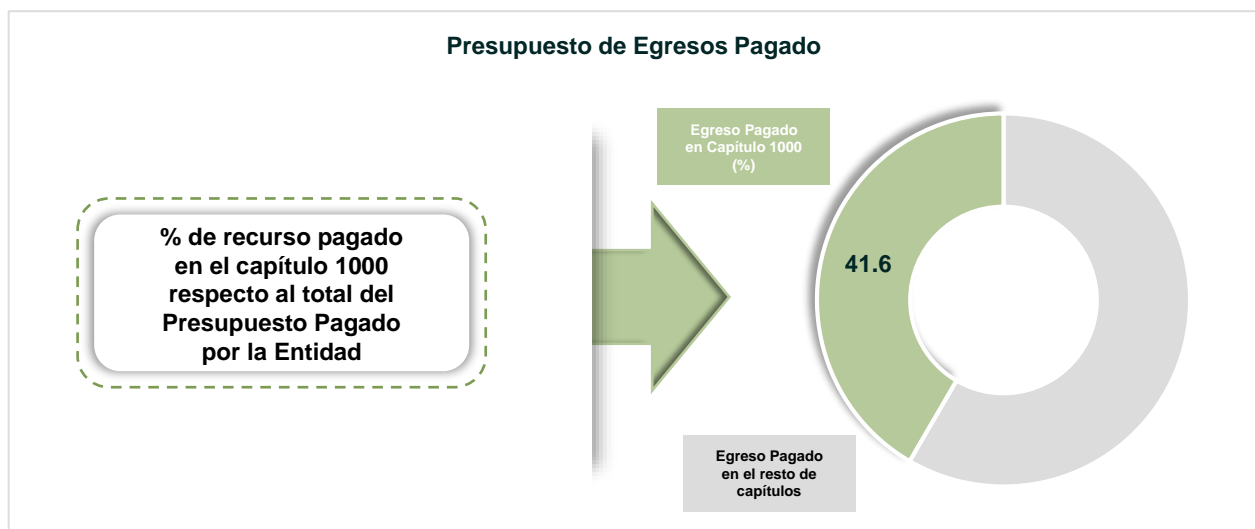 Presupuesto de Egresos Pagado
% de recurso pagado
en el capítulo 1000
respecto al total del
Presupuesto Pagado
por la Entidad
Egreso Pagado
en Capítulo 1000
(%)
41.6
Egreso Pagado
en el resto de
capítulos